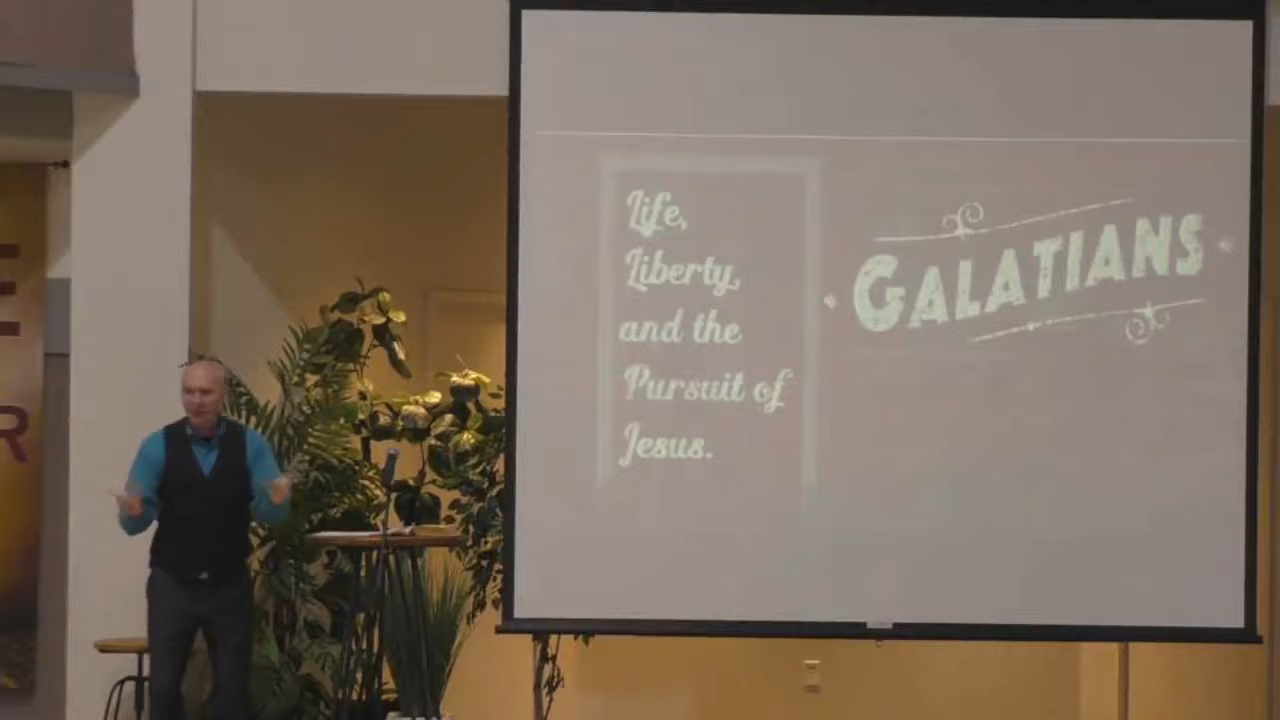 Life,
Liberty,
and the
Pursuit of
Jesus.
GALATIANS
E
R